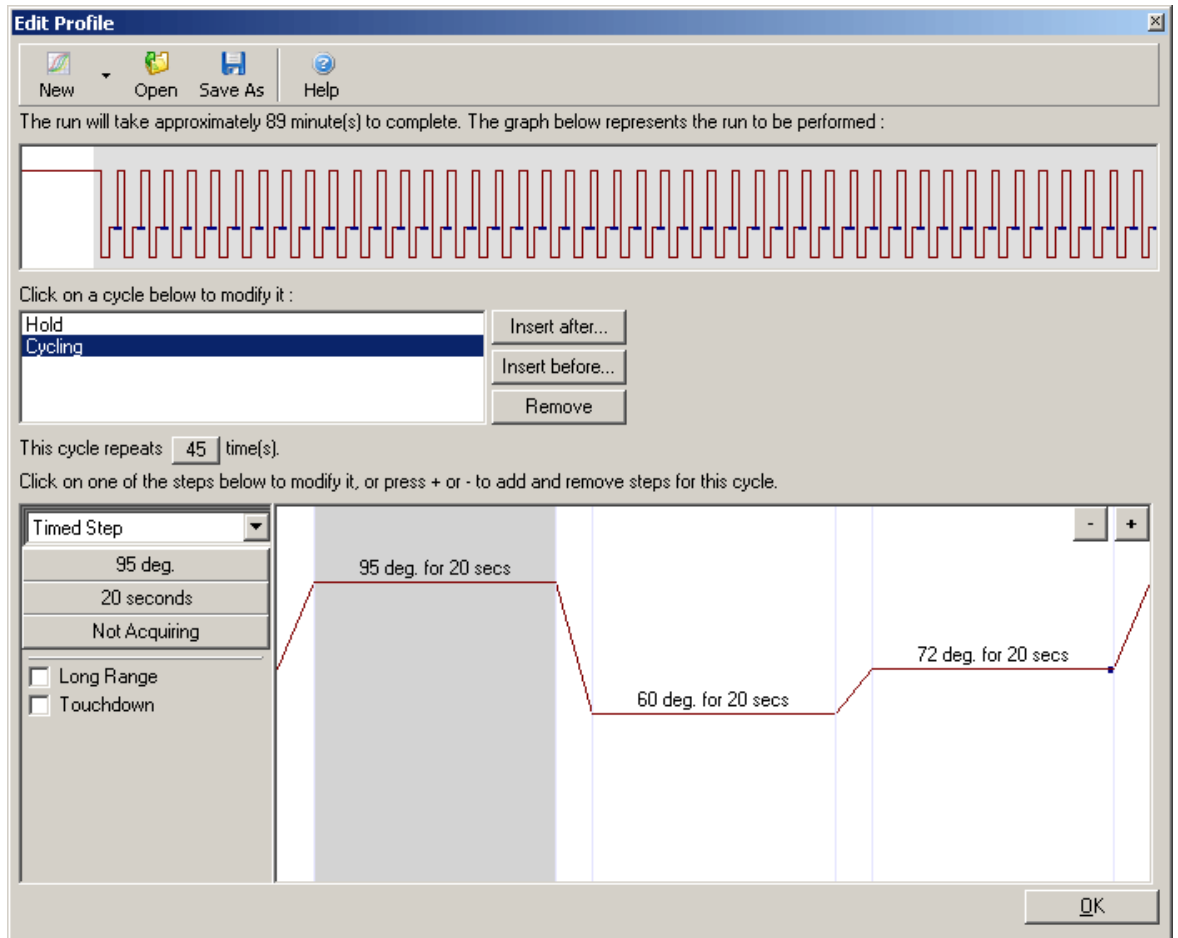 Edit Profile
New Open Save As Help
The run will take approximately 89 minute(s) to complete. The graph below represents the run to be performed :
Click on a cycle below to modify it :
Hold
Cycling
Insert after...
Insert before...
Remove
This cycle repeats 45 time(s).
Click on one of the steps below to modify it, or press + or - to add and remove steps for this cycle.
Timed Step
- +
95 deg.
20 seconds
Not Acquiring
Long Range
Touchdown
95 deg. for 20 secs
60 deg. for 20 secs
72 deg. for 20 secs
OK